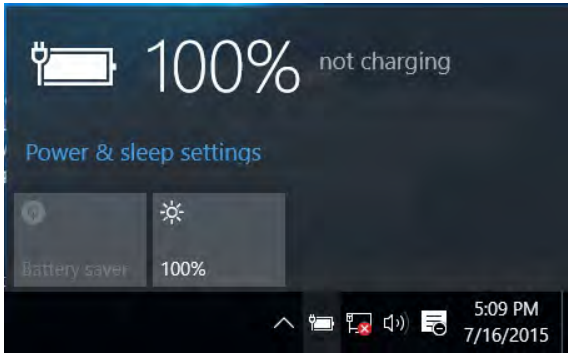 100% not charging
Power & sleep settings
Battery saver
100%
5:09 PM
7/16/2015